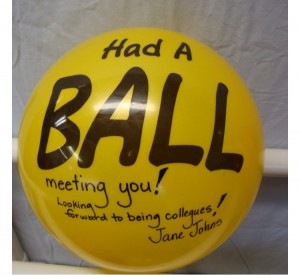 Had A
BALL
meeting you!
Looking
forward to being collegues!
Jane Johns